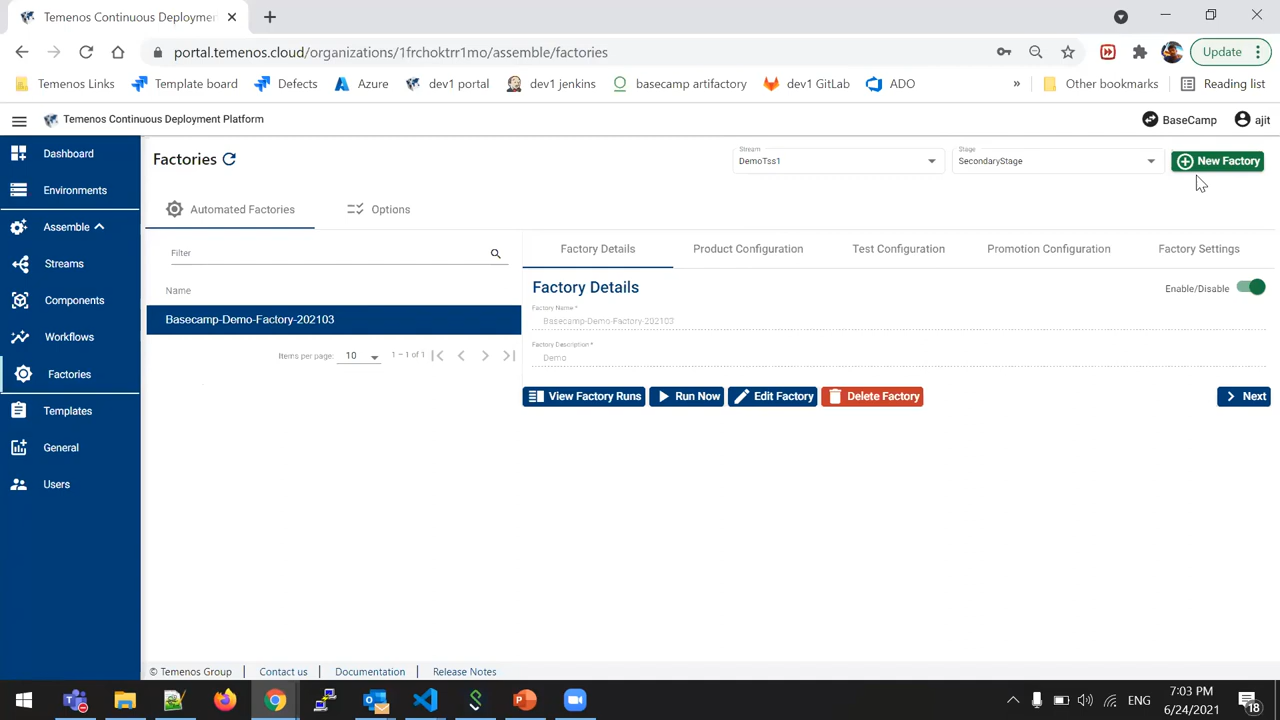 Temenos Continuous Deployment
portal.temenos.cloud/organizations/1frchoktrr1mo/assemble/factories
Update
Temenos Links
Template board
Defects
Azure
dev1 portal
dev1 jenkins
basecamp artifactory
dev1 GitLab
ADO
»
Other bookmarks
Reading list
Temenos Continuous Deployment Platform
BaseCamp
ajit
Dashboard
Environments
Assemble
Streams
Components
Workflows
Factories
Templates
General
Users
Factories
Stream
DemoTss1
Stage
SecondaryStage
New Factory
Automated Factories
Options
Filter
Name
Basecamp-Demo-Factory-202103
Items per page: 10 1 – 1 of 1
Factory Details
Product Configuration
Test Configuration
Promotion Configuration
Factory Settings
Factory Details
Enable/Disable
Factory Name *
Basecamp-Demo-Factory-202103
Factory Description *
Demo
View Factory Runs
Run Now
Edit Factory
Delete Factory
Next
© Temenos Group
Contact us
Documentation
Release Notes
ENG
7:03 PM
6/24/2021
18